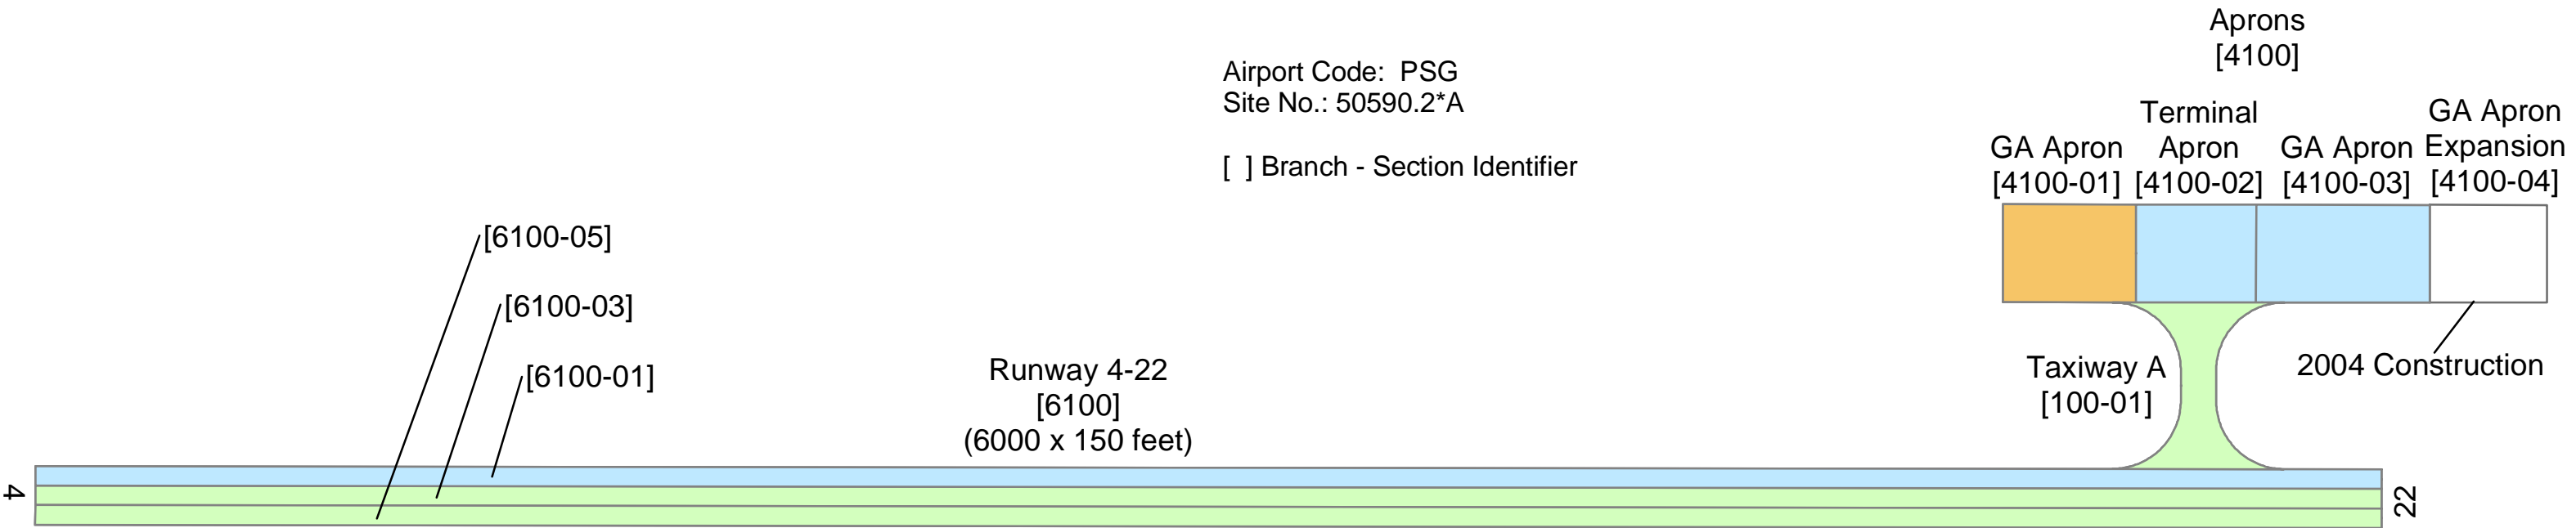 Aprons
[4100]
Airport Code:  PSG
Site No.: 50590.2*A
[  ] Branch - Section Identifier
GA Apron
[4100-01]
Terminal
Apron
[4100-02]
GA Apron
[4100-03]
GA Apron
Expansion
[4100-04]
[6100-05]
[6100-03]
[6100-01]
Runway 4-22
[6100]
(6000 x 150 feet)
Taxiway A
[100-01]
2004 Construction
4
22